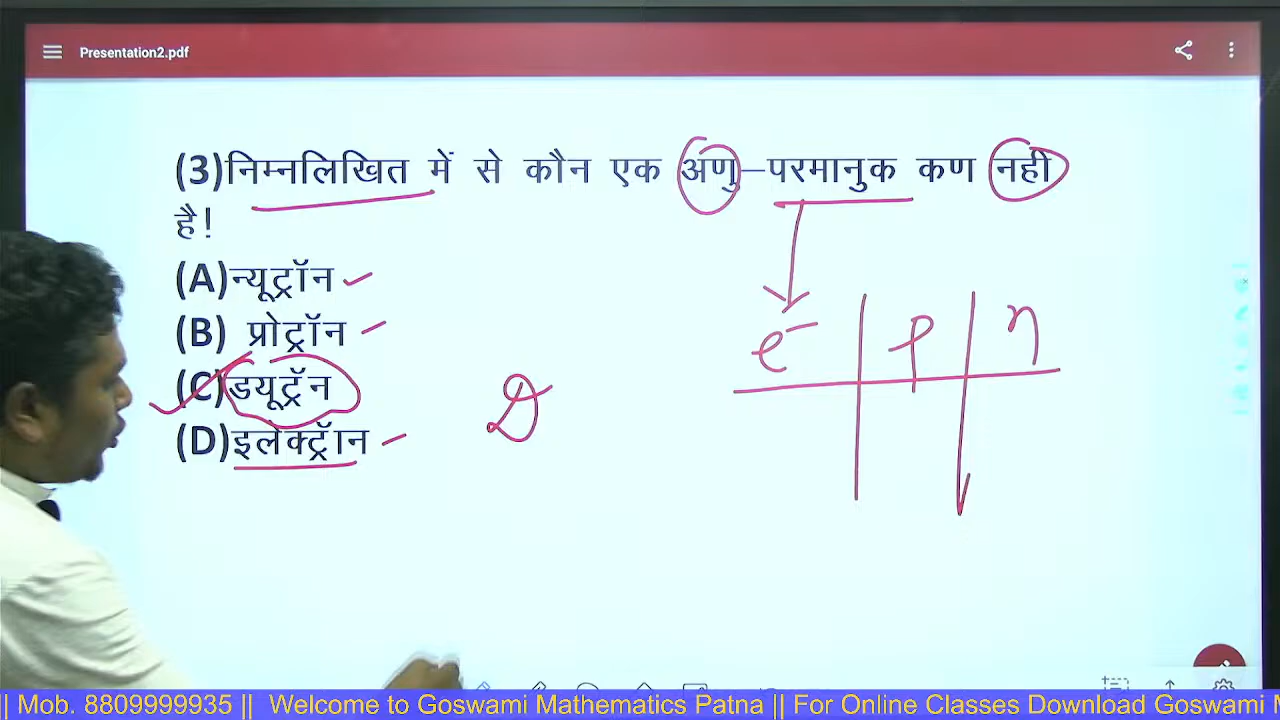 Presentation2.pdf
(3)निम्नलिखित में से कौन एक अणु–परमानुक कण नही
है!
(A)न्यूट्रॉन
(B) प्रोट्रॉन
(C)डयूट्रॅन
(D)इलेक्ट्रॅान
e⁻ p n
D
|| Mob. 8809999935 || Welcome to Goswami Mathematics Patna || For Online Classes Download Goswami